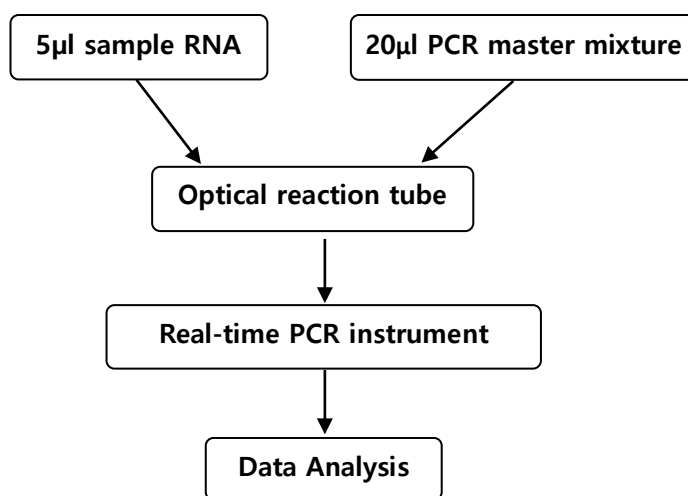 5μl sample RNA
20μl PCR master mixture
Optical reaction tube
Real-time PCR instrument
Data Analysis